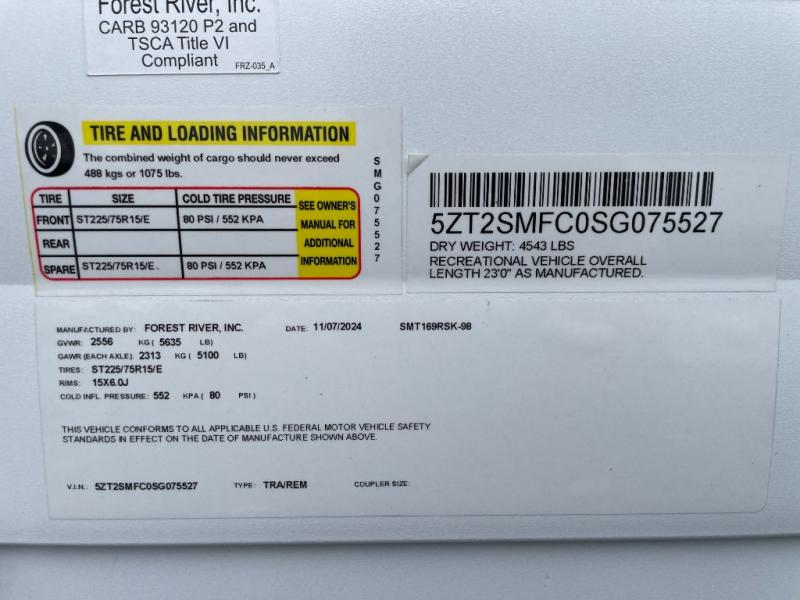 Forest River, Inc.
CARB 93120 P2 and
TSCA Title VI
Compliant
FRZ-035_A
TIRE AND LOADING INFORMATION
The combined weight of cargo should never exceed
488 kgs or 1075 lbs.
TIRE SIZE COLD TIRE PRESSURE SEE OWNER'S MANUAL FOR ADDITIONAL INFORMATION
FRONT ST225/75R15/E 80 PSI / 552 KPA
REAR
SPARE ST225/75R15/E. 80 PSI / 552 KPA
SMG075527
5ZT2SMFC0SG075527
DRY WEIGHT: 4543 LBS
RECREATIONAL VEHICLE OVERALL
LENGTH 23'0" AS MANUFACTURED.
MANUFACTURED BY: FOREST RIVER, INC. DATE: 11/07/2024 SMT169RSK-98
GVWR: 2556 KG ( 5635 LB)
GAWR (EACH AXLE): 2313 KG ( 5100 LB)
TIRES: ST225/75R15/E
RIMS: 15X6.0J
COLD INFL. PRESSURE: 552 KPA ( 80 PSI)
THIS VEHICLE CONFORMS TO ALL APPLICABLE U.S. FEDERAL MOTOR VEHICLE SAFETY
STANDARDS IN EFFECT ON THE DATE OF MANUFACTURE SHOWN ABOVE.
V.I.N.: 5ZT2SMFC0SG075527 TYPE: TRA/REM COUPLER SIZE: